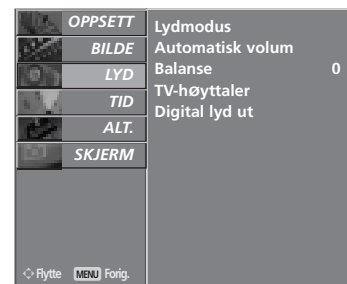 OPPSETT
BILDE
LYD
TID
ALT.
SKJERM
Flytte MENU Forig.
Lydmodus
Automatisk volum
Balanse 0
TV-høyttaler
Digital lyd ut